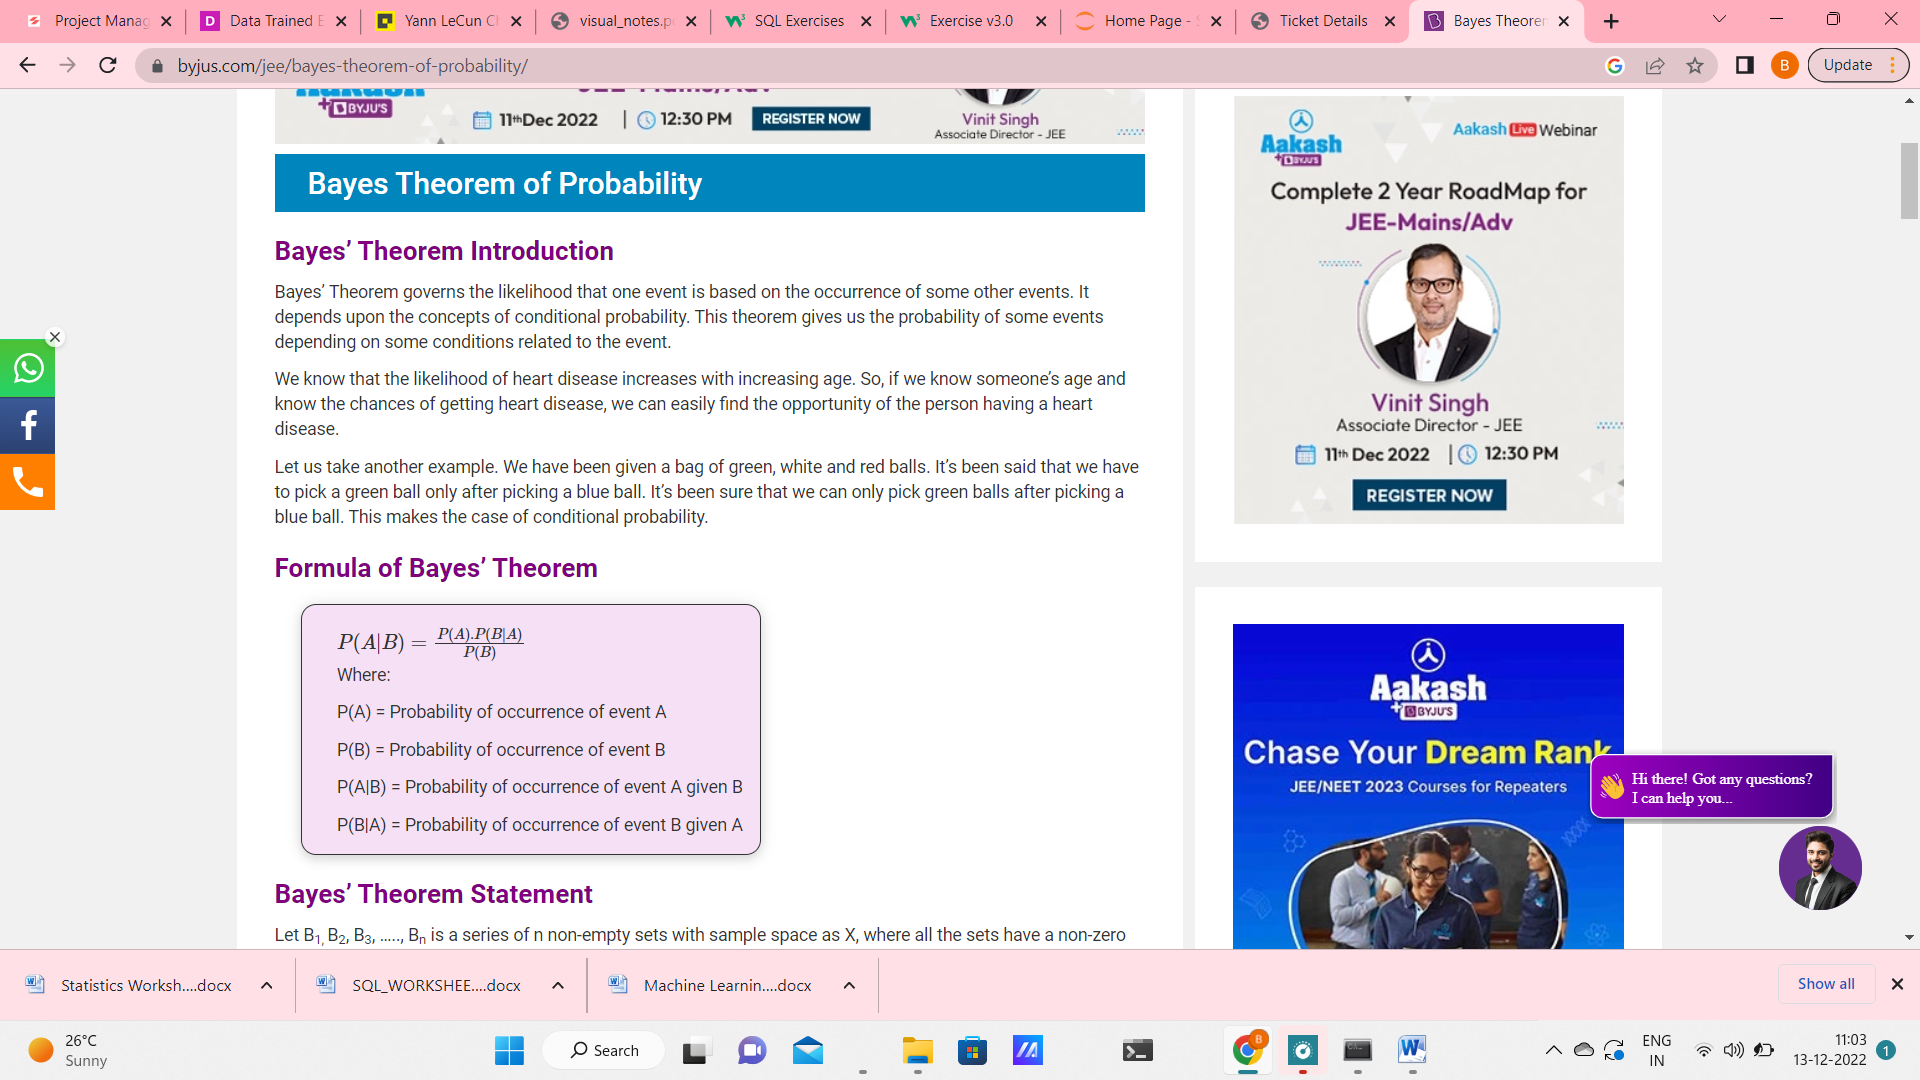 Project Manag
Data Trained E
Yann LeCun C
visual_notes.p
SQL Exercises
Exercise v3.0
Home Page - S
Ticket Details
Bayes Theorem
byjus.com/jee/bayes-theorem-of-probability/
B
Update
+BYJU'S
11th Dec 2022 | 12:30 PM REGISTER NOW
Vinit Singh
Associate Director - JEE
Bayes Theorem of Probability
Bayes’ Theorem Introduction
Bayes’ Theorem governs the likelihood that one event is based on the occurrence of some other events. It
depends upon the concepts of conditional probability. This theorem gives us the probability of some events
depending on some conditions related to the event.
We know that the likelihood of heart disease increases with increasing age. So, if we know someone’s age and
know the chances of getting heart disease, we can easily find the opportunity of the person having a heart
disease.
Let us take another example. We have been given a bag of green, white and red balls. It’s been said that we have
to pick a green ball only after picking a blue ball. It’s been sure that we can only pick green balls after picking a
blue ball. This makes the case of conditional probability.
Formula of Bayes’ Theorem
P(A|B) = P(A).P(B|A) / P(B)
Where:
P(A) = Probability of occurrence of event A
P(B) = Probability of occurrence of event B
P(A|B) = Probability of occurrence of event A given B
P(B|A) = Probability of occurrence of event B given A
Bayes’ Theorem Statement
Let B1, B2, B3, ….., Bn is a series of n non-empty sets with sample space as X, where all the sets have a non-zero
Aakash
+BYJU'S
Aakash Live Webinar
Complete 2 Year RoadMap for
JEE-Mains/Adv
Vinit Singh
Associate Director - JEE
11th Dec 2022 | 12:30 PM
REGISTER NOW
Aakash
+BYJU'S
Chase Your Dream Rank
JEE/NEET 2023 Courses for Repeaters
Hi there! Got any questions?
I can help you...
Statistics Worksh....docx
SQL_WORKSHEE....docx
Machine Learnin....docx
Show all
26°C
Sunny
Search
B
ENG
IN
11:03
13-12-2022
1